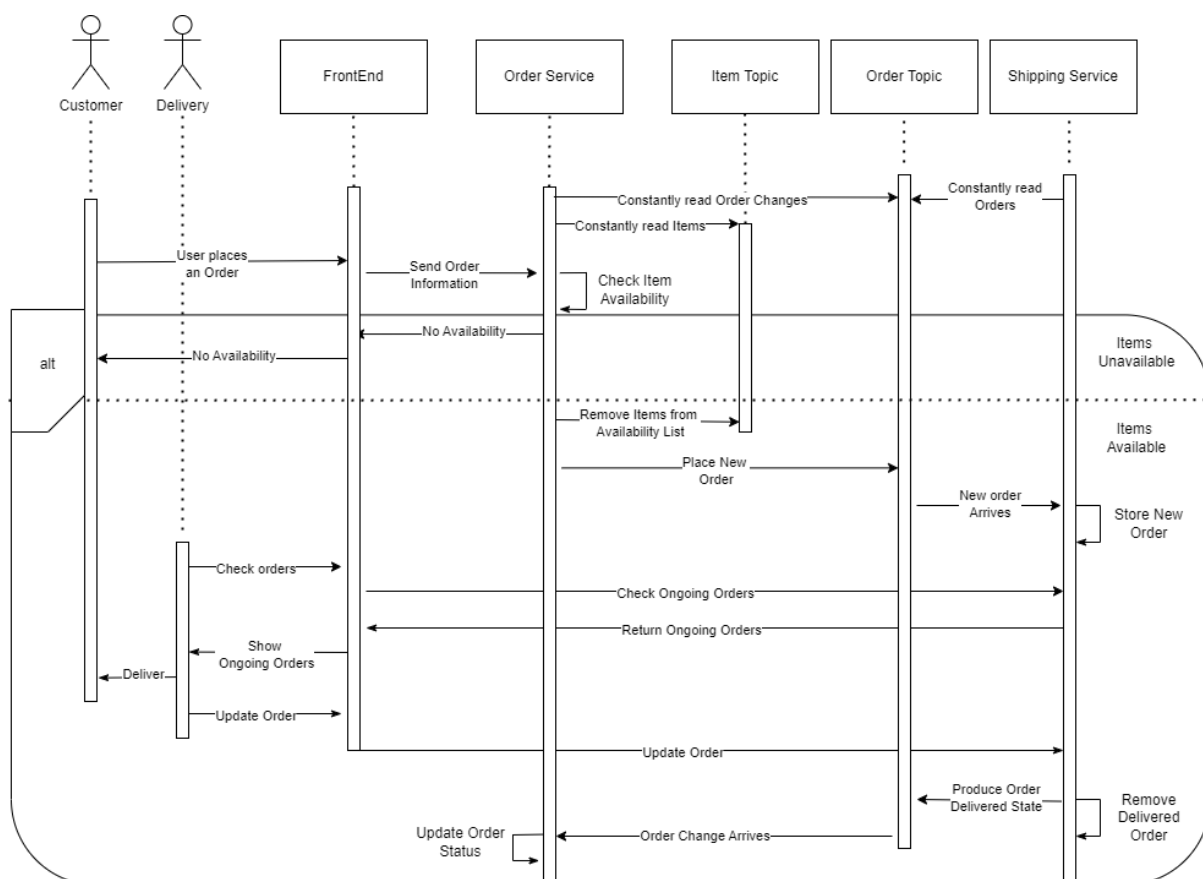 Customer
Delivery
FrontEnd
Order Service
Item Topic
Order Topic
Shipping Service
Constantly read Order Changes
Constantly read
Orders
Constantly read Items
User places
an Order
Send Order
Information
Check Item
Availability
No Availability
No Availability
alt
Items
Unavailable
Remove Items from
Availability List
Items
Available
Place New
Order
New order
Arrives
Store New
Order
Check orders
Check Ongoing Orders
Return Ongoing Orders
Show
Ongoing Orders
Deliver
Update Order
Update Order
Produce Order
Delivered State
Remove
Delivered
Order
Order Change Arrives
Update Order
Status